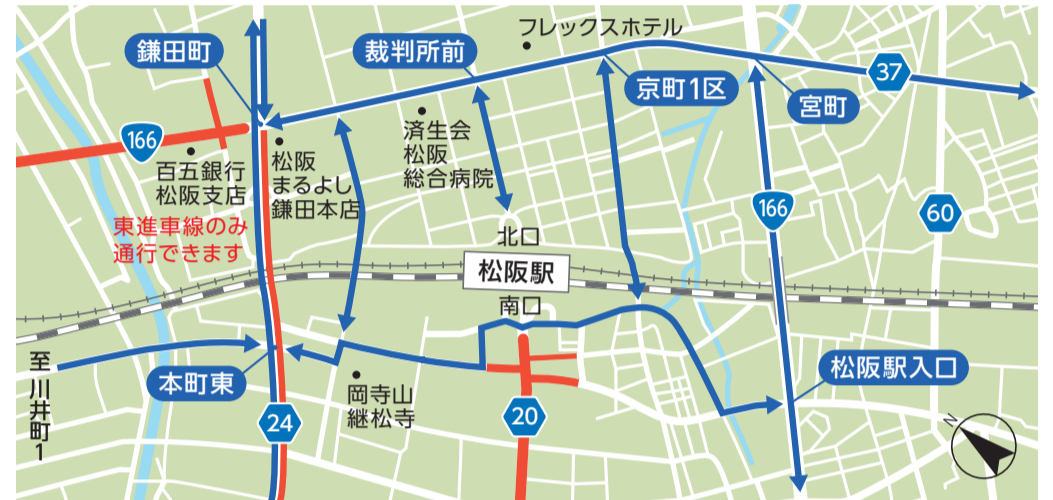 フレックスホテル
鎌田町
裁判所前
37
京町1区
宮町
166
済生会
松阪
総合病院
松阪
まるよし
鎌田本店
百五銀行
松阪支店
東進車線のみ
通行できます
166
60
北口
松阪駅
南口
至
川井町1
本町東
岡寺山
継松寺
松阪駅入口
24
20
N